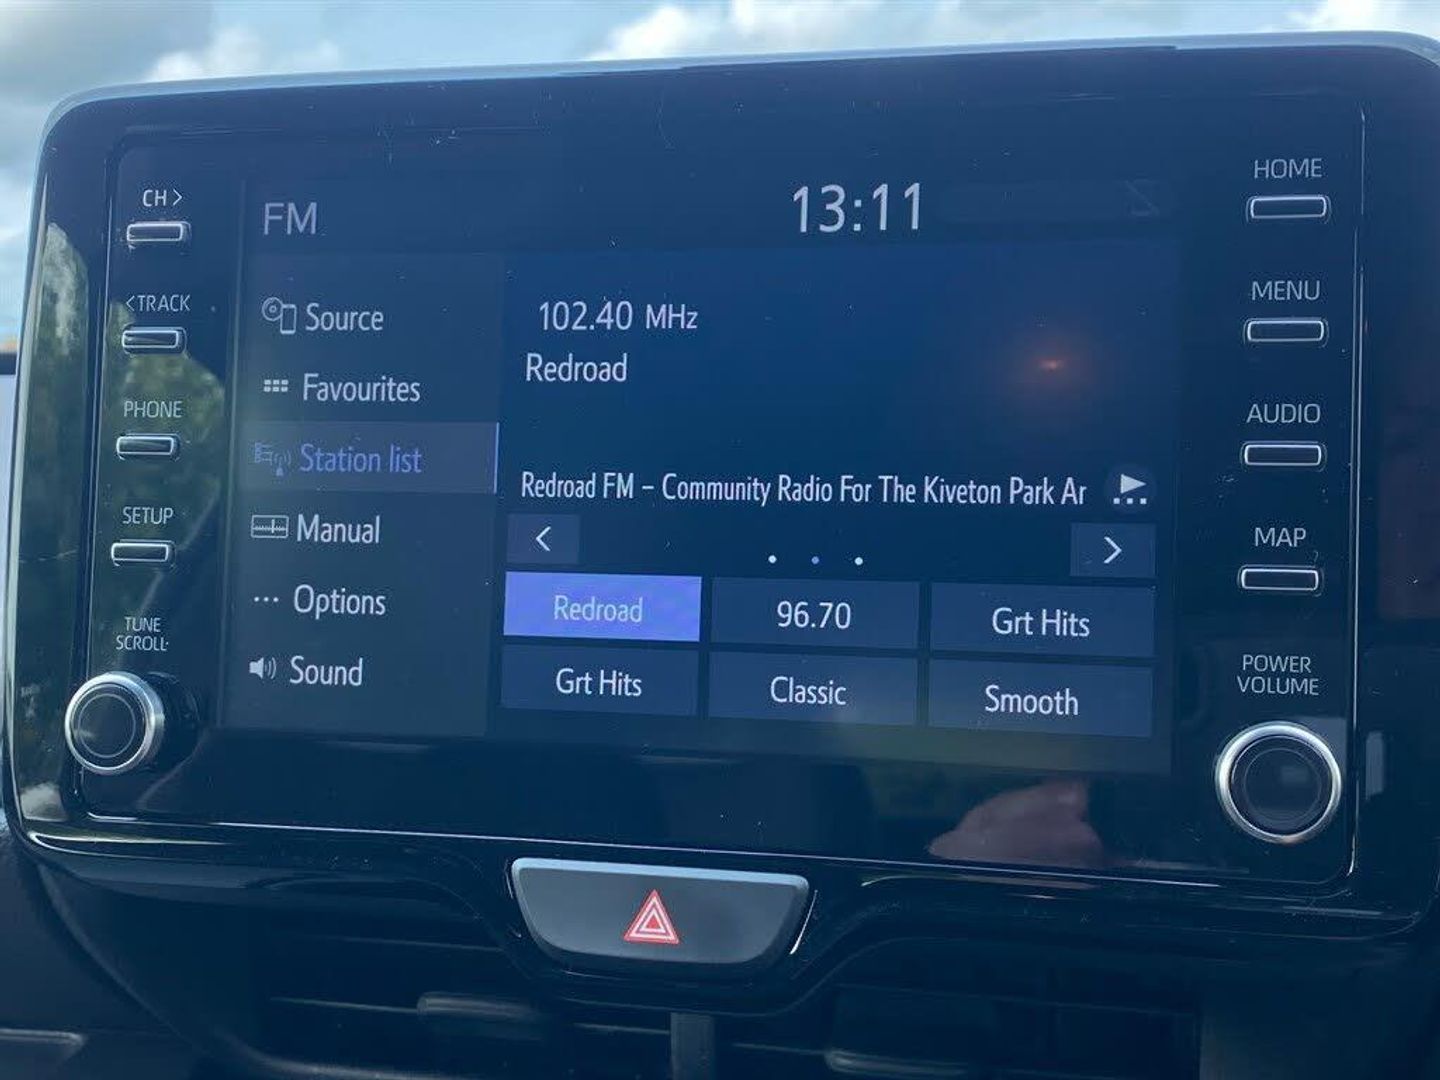 CH>
FM
13:11
HOME
<TRACK
Source
102.40 MHz
MENU
Redroad
Favourites
PHONE
AUDIO
Station list
Redroad FM – Community Radio For The Kiveton Park Ar
SETUP
Manual
MAP
Options
Redroad
96.70
Grt Hits
TUNE
SCROLL
Sound
Grt Hits
Classic
Smooth
POWER
VOLUME